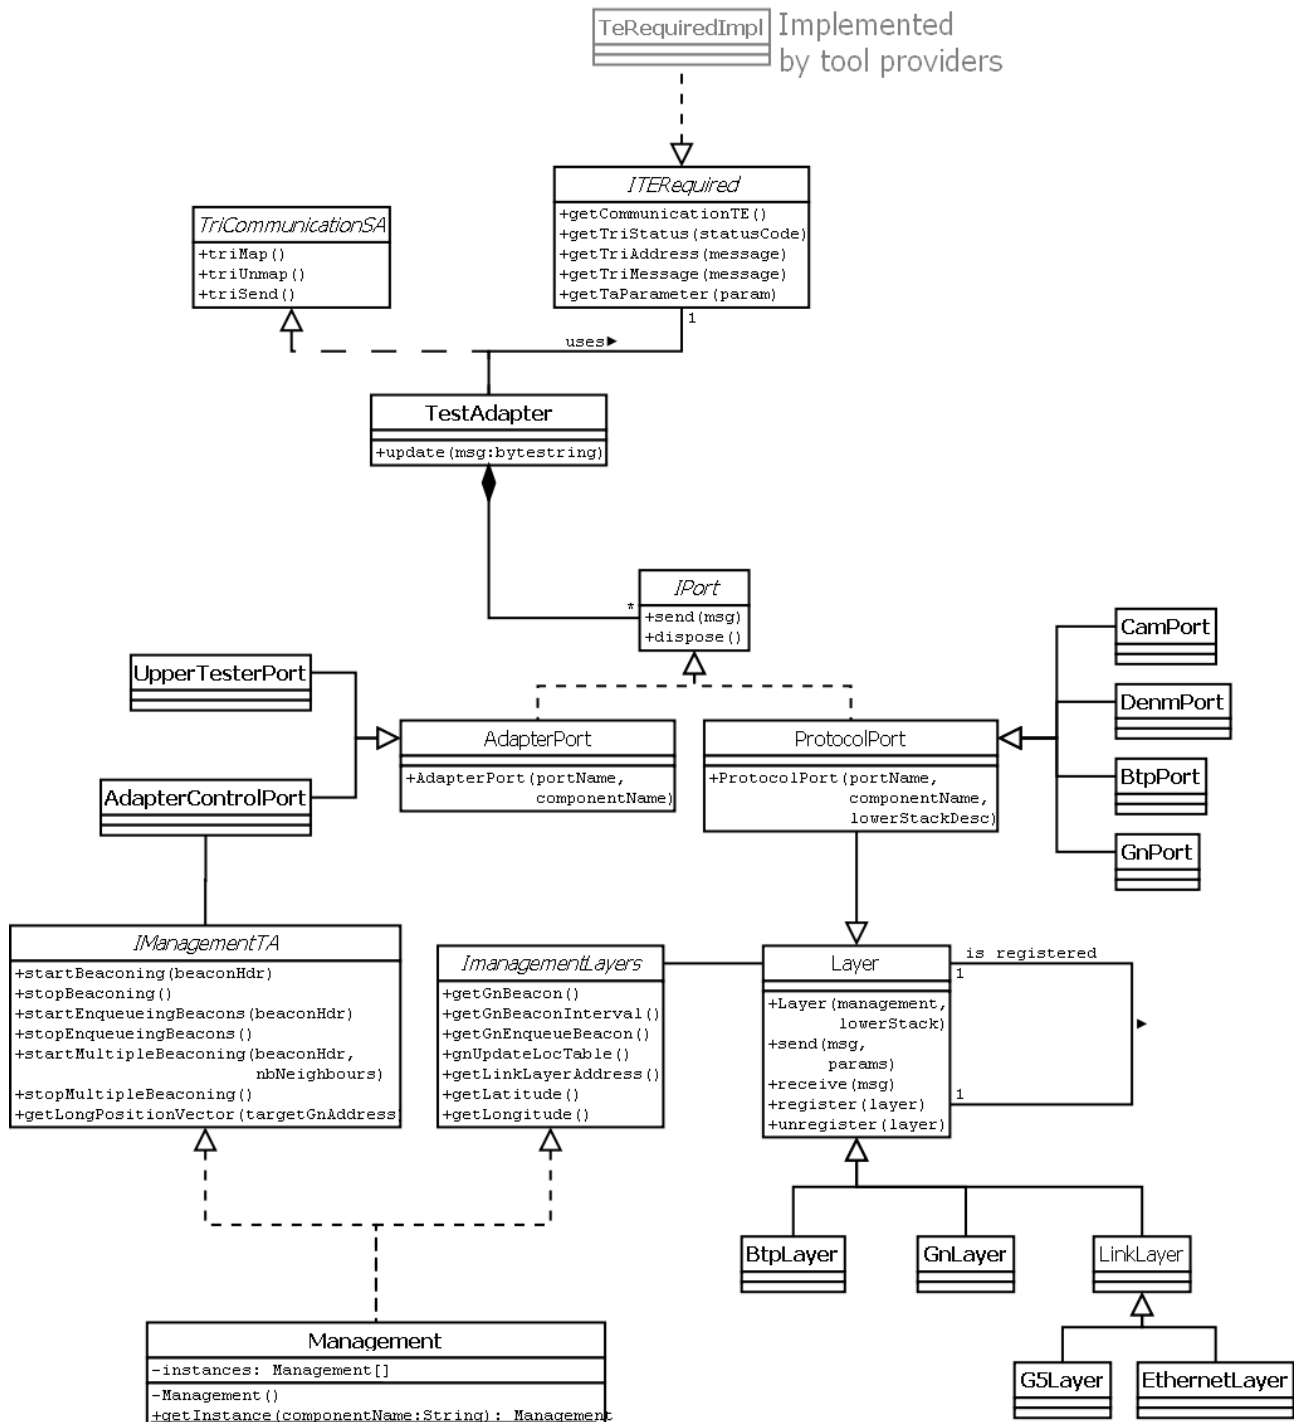 TeRequiredImpl
Implemented
by tool providers
ITERequired
+getCommunicationTE()
+getTriStatus(statusCode)
+getTriAddress(message)
+getTriMessage(message)
+getTaParameter(param)
TriCommunicationSA
+triMap()
+triUnmap()
+triSend()
1
uses
TestAdapter
+update(msg:bytestring)
IPort
+send(msg)
+dispose()
*
CamPort
DenmPort
BtpPort
GnPort
UpperTesterPort
AdapterControlPort
AdapterPort
+AdapterPort(portName,
componentName)
ProtocolPort
+ProtocolPort(portName,
componentName,
lowerStackDesc)
IManagementTA
+startBeaconing(beaconHdr)
+stopBeaconing()
+startEnqueueingBeacons(beaconHdr)
+stopEnqueueingBeacons()
+startMultipleBeaconing(beaconHdr,
nbNeighbours)
+stopMultipleBeaconing()
+getLongPositionVector(targetGnAddress)
ImanagementLayers
+getGnBeacon()
+getGnBeaconInterval()
+getGnEnqueueBeacon()
+gnUpdateLocTable()
+getLinkLayerAddress()
+getLatitude()
+getLongitude()
Layer
+Layer(management,
lowerStack)
+send(msg,
params)
+receive(msg)
+register(layer)
+unregister(layer)
is registered
1
1
BtpLayer
GnLayer
LinkLayer
G5Layer
EthernetLayer
Management
-instances: Management[]
-Management()
+getInstance(componentName:String): Management